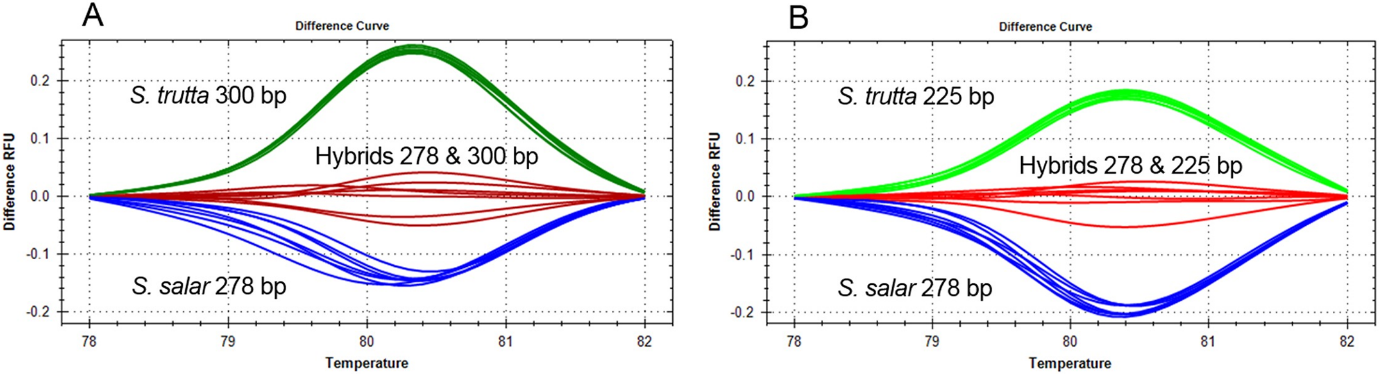 A
Difference Curve
Difference RFU
0.2
0.1
0.0
-0.1
-0.2
S. trutta 300 bp
Hybrids 278 & 300 bp
S. salar 278 bp
78 79 80 81 82
Temperature
B
Difference Curve
Difference RFU
0.2
0.1
0.0
-0.1
-0.2
S. trutta 225 bp
Hybrids 278 & 225 bp
S. salar 278 bp
78 79 80 81 82
Temperature